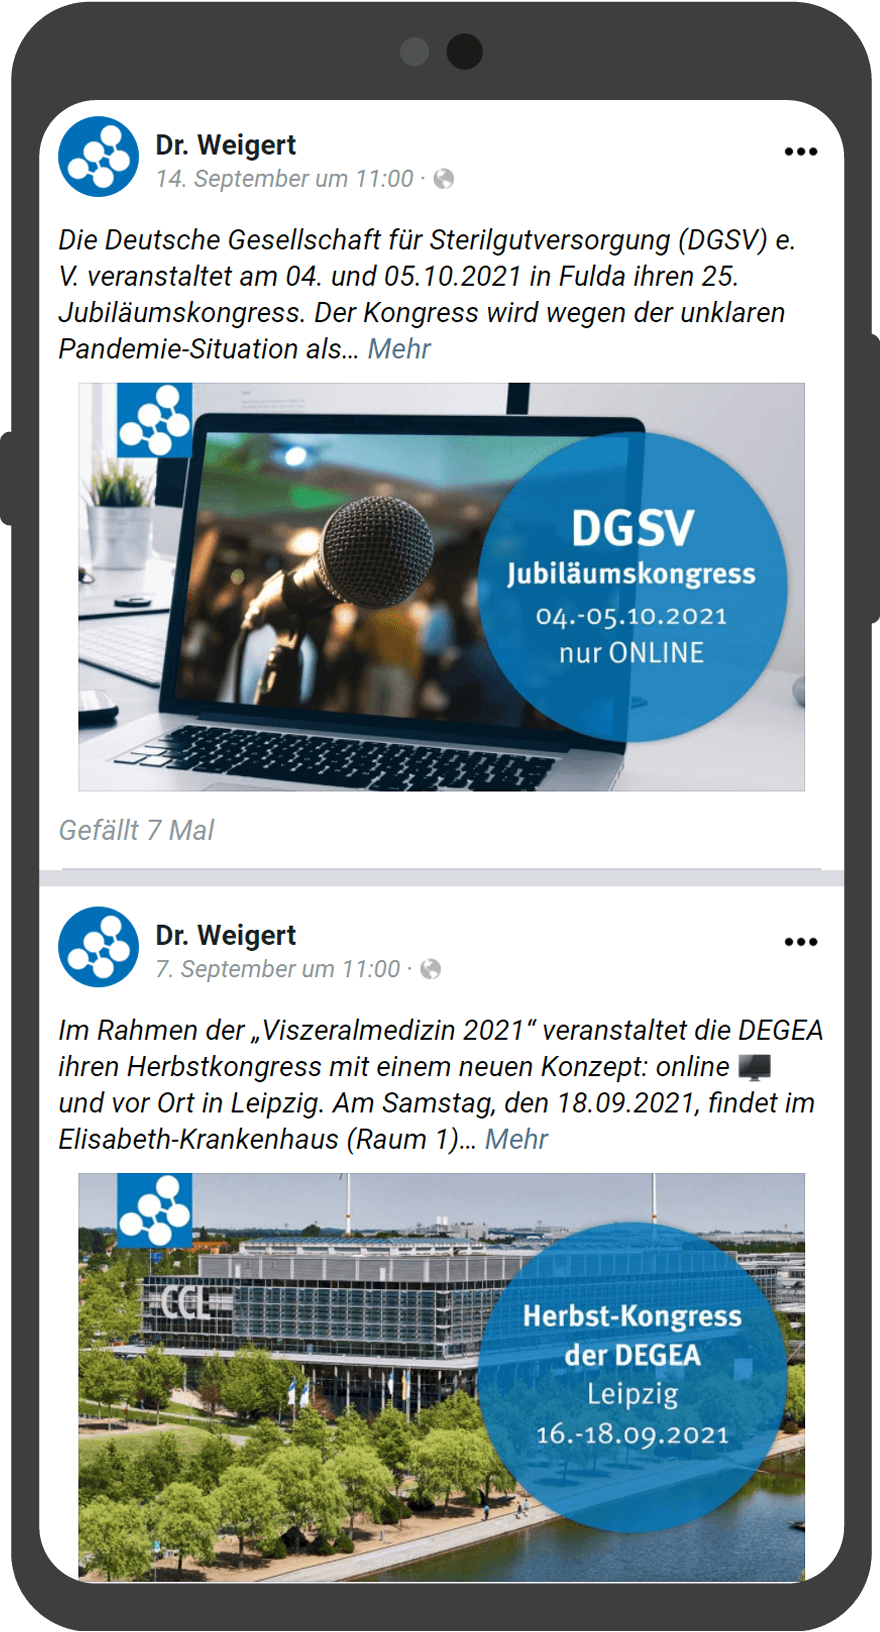 Dr. Weigert
14. September um 11:00 ·
Die Deutsche Gesellschaft für Sterilgutversorgung (DGSV) e.
V. veranstaltet am 04. und 05.10.2021 in Fulda ihren 25.
Jubiläumskongress. Der Kongress wird wegen der unklaren
Pandemie-Situation als... Mehr
DGSV
Jubiläumskongress
04.-05.10.2021
nur ONLINE
Gefällt 7 Mal
Dr. Weigert
7. September um 11:00 ·
Im Rahmen der „Viszeralmedizin 2021“ veranstaltet die DEGEA
ihren Herbstkongress mit einem neuen Konzept: online 🖥️
und vor Ort in Leipzig. Am Samstag, den 18.09.2021, findet im
Elisabeth-Krankenhaus (Raum 1)... Mehr
CCL
Herbst-Kongress
der DEGEA
Leipzig
16.-18.09.2021